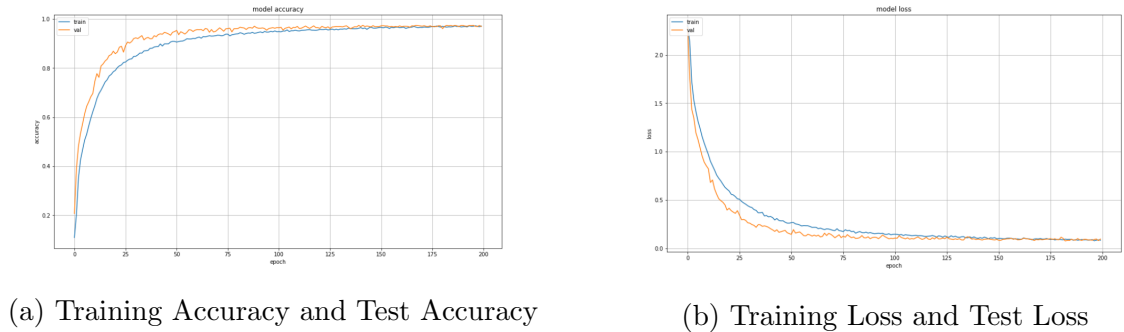 model accuracy
train
val
1.0
0.8
0.6
0.4
0.2
accuracy
0
25
50
75
100
125
150
175
200
epoch
(a) Training Accuracy and Test Accuracy
model loss
train
val
2.0
1.5
1.0
0.5
0.0
loss
0
25
50
75
100
125
150
175
200
epoch
(b) Training Loss and Test Loss